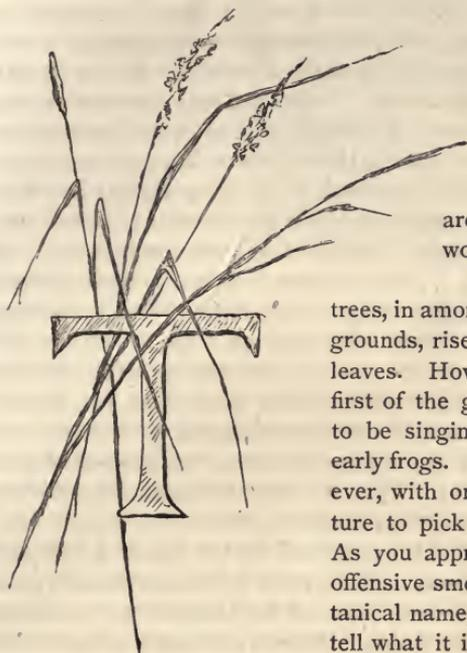 T
are
wo
trees, in amon
grounds, rise
leaves. How
first of the g
to be singin
early frogs.
ever, with or
ture to pick
As you appr
offensive sme
tanical name
tell what it i